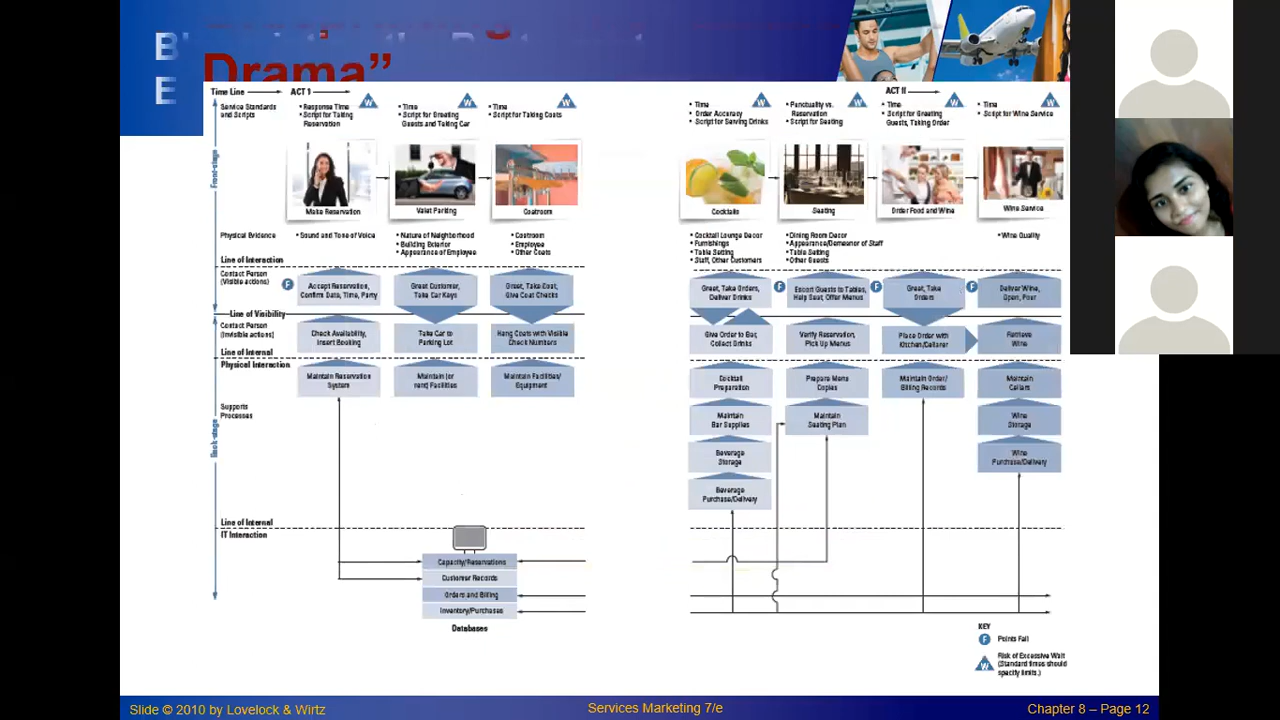 Drama”
Time Line
ACT I
ACT II
Service Standards
and Scripts
• Response Time
• Script for Taking
Reservation
W
• Time
• Script for Greeting
Guests and Taking Car
W
• Time
• Script for Taking Coats
W
• Time
• Order Accuracy
• Script for Serving Drinks
W
• Punctuality vs.
Reservation
• Script for Seating
W
• Time
• Script for Greeting
Guests, Taking Order
W
• Time
• Script for Wine Service
W
Front-stage
Make Reservation
Valet Parking
Coatroom
Cocktails
Seating
Order Food and Wine
Wine Service
Physical Evidence
• Sound and Tone of Voice
• Nature of Neighborhood
• Building Exterior
• Appearance of Employee
• Coatroom
• Employee
• Other Coats
• Cocktail Lounge Decor
• Furnishings
• Table Setting
• Staff, Other Customers
• Dining Room Decor
• Appearance/Demeanor of Staff
• Table Setting
• Other Guests
• Wine Quality
Line of Interaction
Contact Person
(Visible actions)
F
Accept Reservation,
Confirm Date, Time, Party
Greet Customer,
Take Car Keys
Greet, Take Coat,
Give Coat Checks
Greet, Take Orders,
Deliver Drinks
F
Escort Guests to Tables,
Help Seat, Offer Menus
F
Greet, Take
Orders
F
Deliver Wine,
Open, Pour
Line of Visibility
Contact Person
(Invisible actions)
Check Availability,
Insert Booking
Take Car to
Parking Lot
Hang Coats with Visible
Check Numbers
Give Order to Bar,
Collect Drinks
Verify Reservation,
Pick Up Menus
Place Order with
Kitchen/Cellarer
Retrieve
Wine
Line of Internal
Physical Interaction
Maintain Reservation
System
Maintain (or
rent) Facilities
Maintain Facilities/
Equipment
Cocktail
Preparation
Prepare Menu
Copies
Maintain Order/
Billing Records
Maintain
Cellars
Supports
Processes
Maintain
Bar Supplies
Maintain
Seating Plan
Wine
Storage
Back-stage
Beverage
Storage
Wine
Purchase/Delivery
Beverage
Purchase/Delivery
Line of Internal
IT Interaction
Capacity/Reservations
Customer Records
Orders and Billing
Inventory/Purchases
Databases
KEY
F
Points Fail
W
Risk of Excessive Wait
(Standard times should
specify limits.)
Slide © 2010 by Lovelock & Wirtz
Services Marketing 7/e
Chapter 8 – Page 12